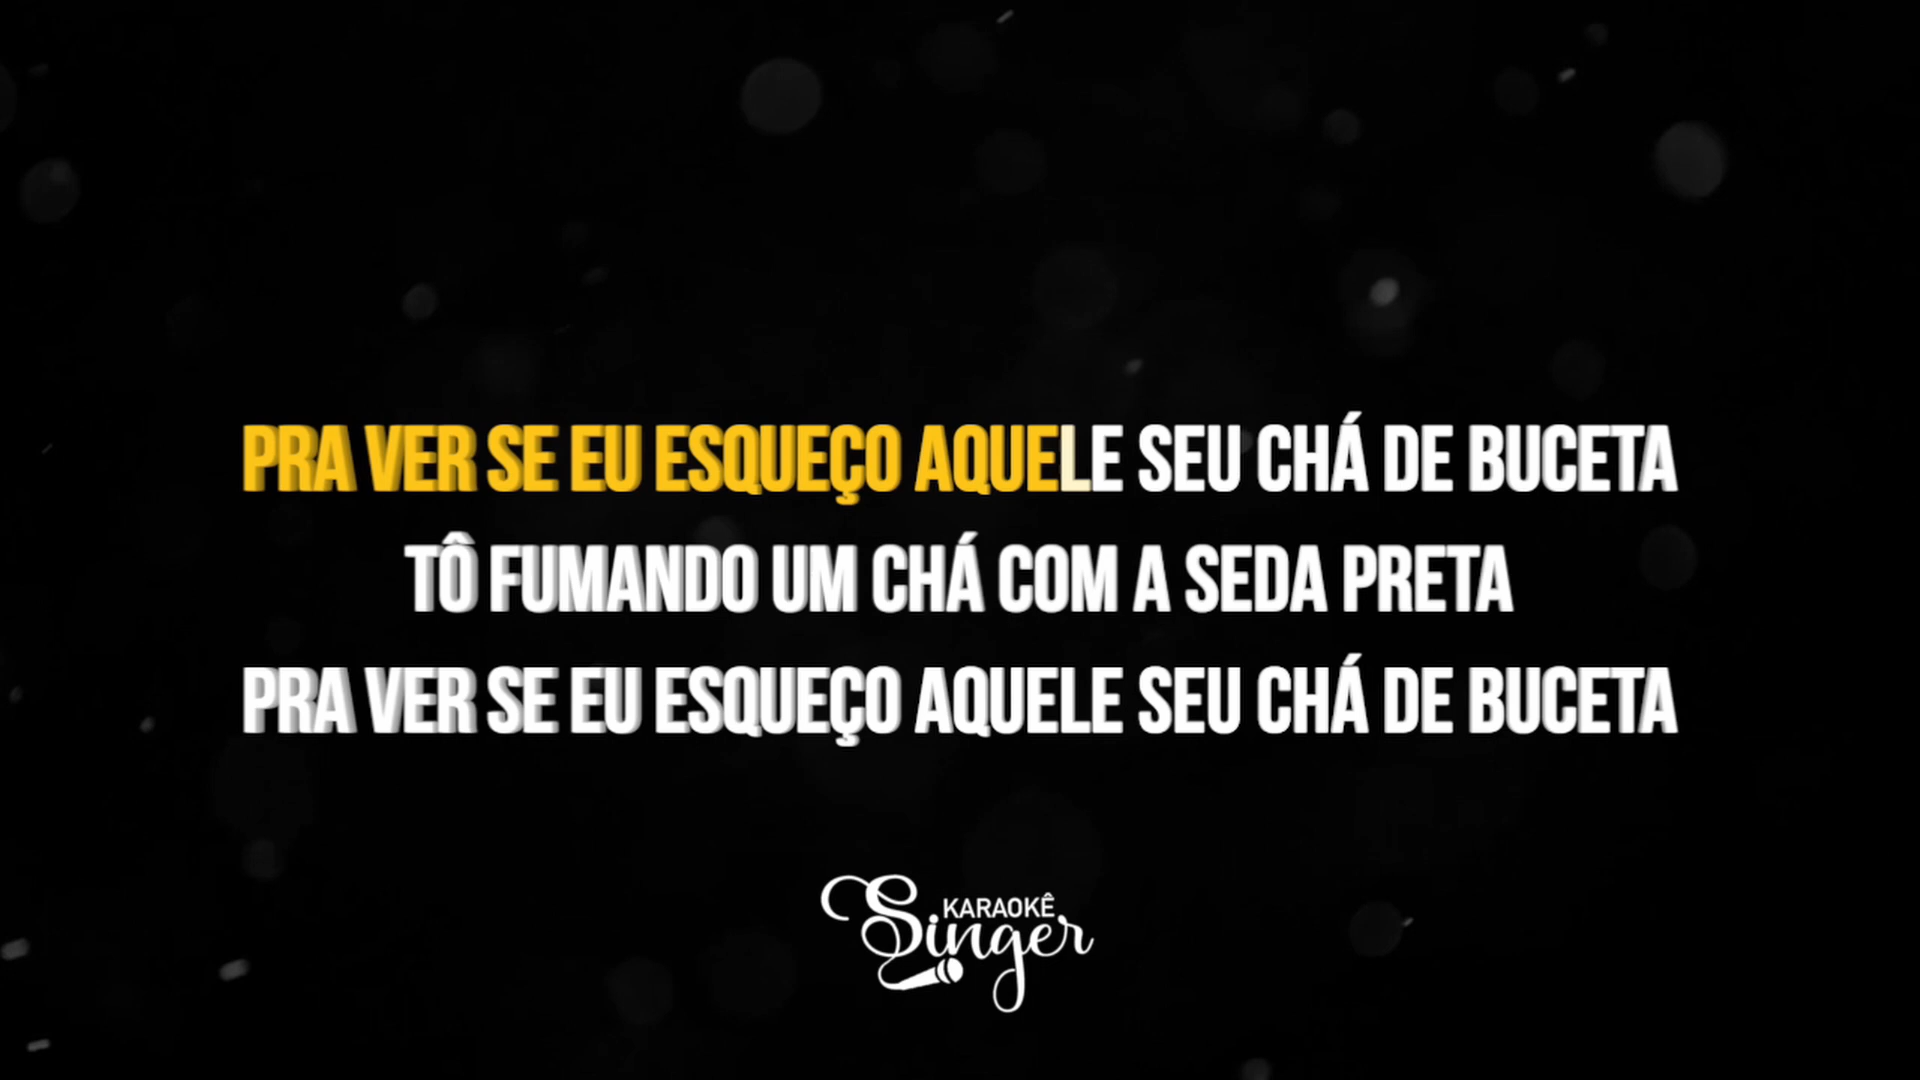 PRA VER SE EU ESQUEÇO AQUELE SEU CHÁ DE BUCETA
TÔ FUMANDO UM CHÁ COM A SEDA PRETA
PRA VER SE EU ESQUEÇO AQUELE SEU CHÁ DE BUCETA
KARAOKÊ
Singer